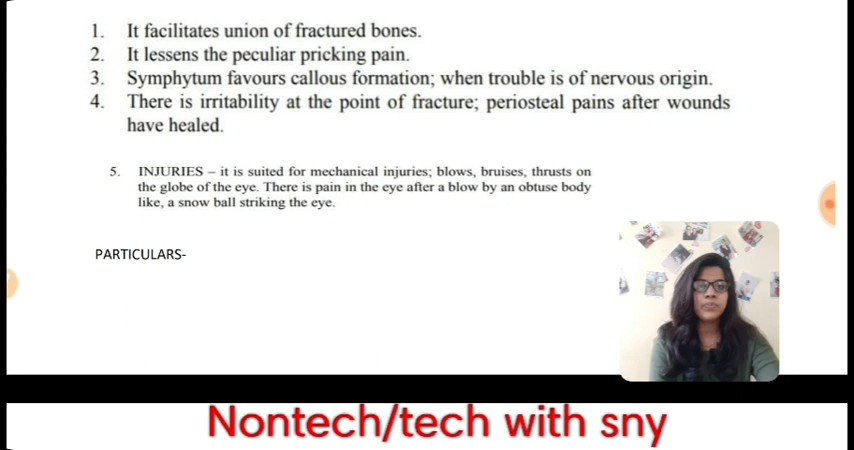 1. It facilitates union of fractured bones.
2. It lessens the peculiar pricking pain.
3. Symphytum favours callous formation; when trouble is of nervous origin.
4. There is irritability at the point of fracture; periosteal pains after wounds
have healed.
5. INJURIES – it is suited for mechanical injuries; blows, bruises, thrusts on
the globe of the eye. There is pain in the eye after a blow by an obtuse body
like, a snow ball striking the eye.
PARTICULARS-
Nontech/tech with sny